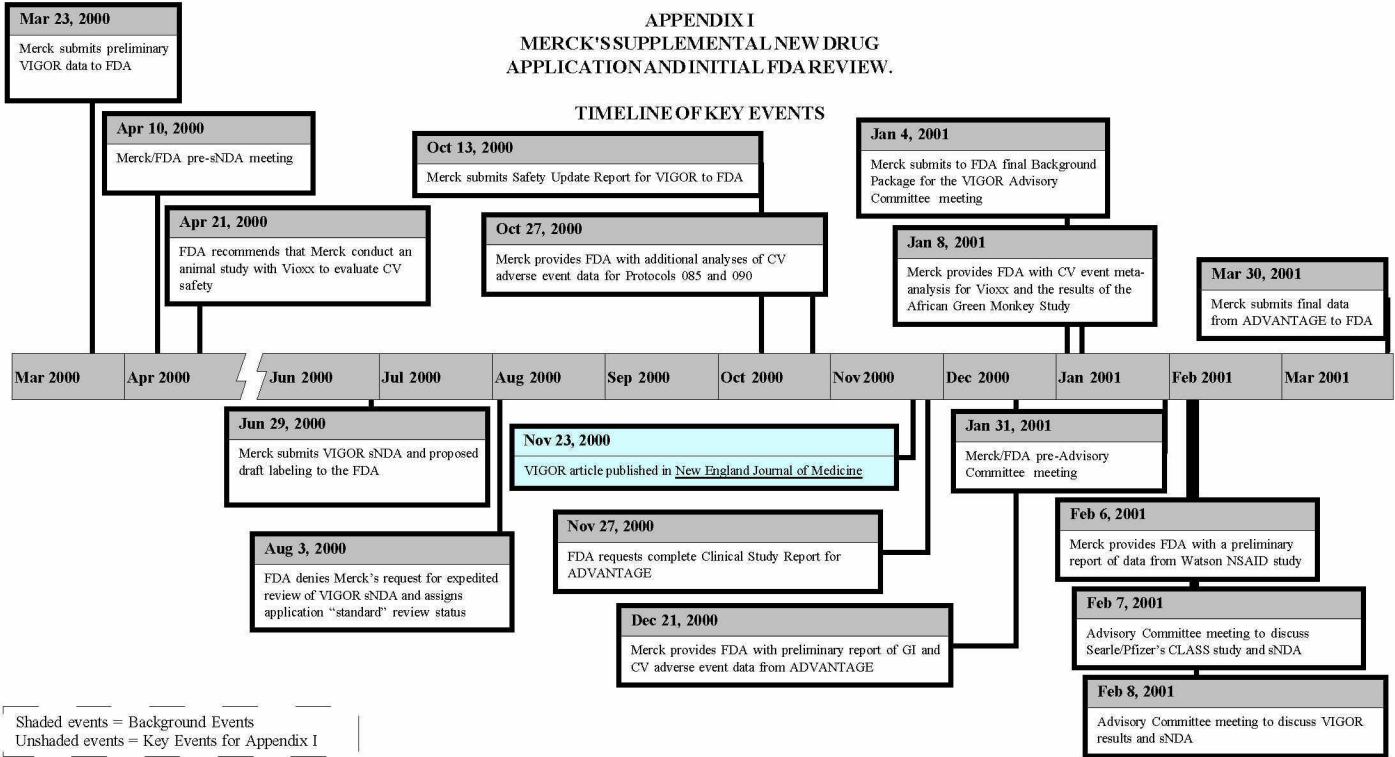 APPENDIX I
MERCK'S SUPPLEMENTAL NEW DRUG
APPLICATION AND INITIAL FDA REVIEW.
TIMELINE OF KEY EVENTS
Mar 23, 2000
Merck submits preliminary
VIGOR data to FDA
Apr 10, 2000
Merck/FDA pre-sNDA meeting
Apr 21, 2000
FDA recommends that Merck conduct an
animal study with Vioxx to evaluate CV
safety
Oct 13, 2000
Merck submits Safety Update Report for VIGOR to FDA
Oct 27, 2000
Merck provides FDA with additional analyses of CV
adverse event data for Protocols 085 and 090
Jan 4, 2001
Merck submits to FDA final Background
Package for the VIGOR Advisory
Committee meeting
Jan 8, 2001
Merck provides FDA with CV event meta-
analysis for Vioxx and the results of the
African Green Monkey Study
Mar 30, 2001
Merck submits final data
from ADVANTAGE to FDA
Mar 2000
Apr 2000
Jun 2000
Jul 2000
Aug 2000
Sep 2000
Oct 2000
Nov 2000
Dec 2000
Jan 2001
Feb 2001
Mar 2001
Jun 29, 2000
Merck submits VIGOR sNDA and proposed
draft labeling to the FDA
Aug 3, 2000
FDA denies Merck's request for expedited
review of VIGOR sNDA and assigns
application “standard” review status
Nov 23, 2000
VIGOR article published in New England Journal of Medicine
Nov 27, 2000
FDA requests complete Clinical Study Report for
ADVANTAGE
Dec 21, 2000
Merck provides FDA with preliminary report of GI and
CV adverse event data from ADVANTAGE
Jan 31, 2001
Merck/FDA pre-Advisory
Committee meeting
Feb 6, 2001
Merck provides FDA with a preliminary
report of data from Watson NSAID study
Feb 7, 2001
Advisory Committee meeting to discuss
Searle/Pfizer's CLASS study and sNDA
Feb 8, 2001
Advisory Committee meeting to discuss VIGOR
results and sNDA
Shaded events = Background Events
Unshaded events = Key Events for Appendix I